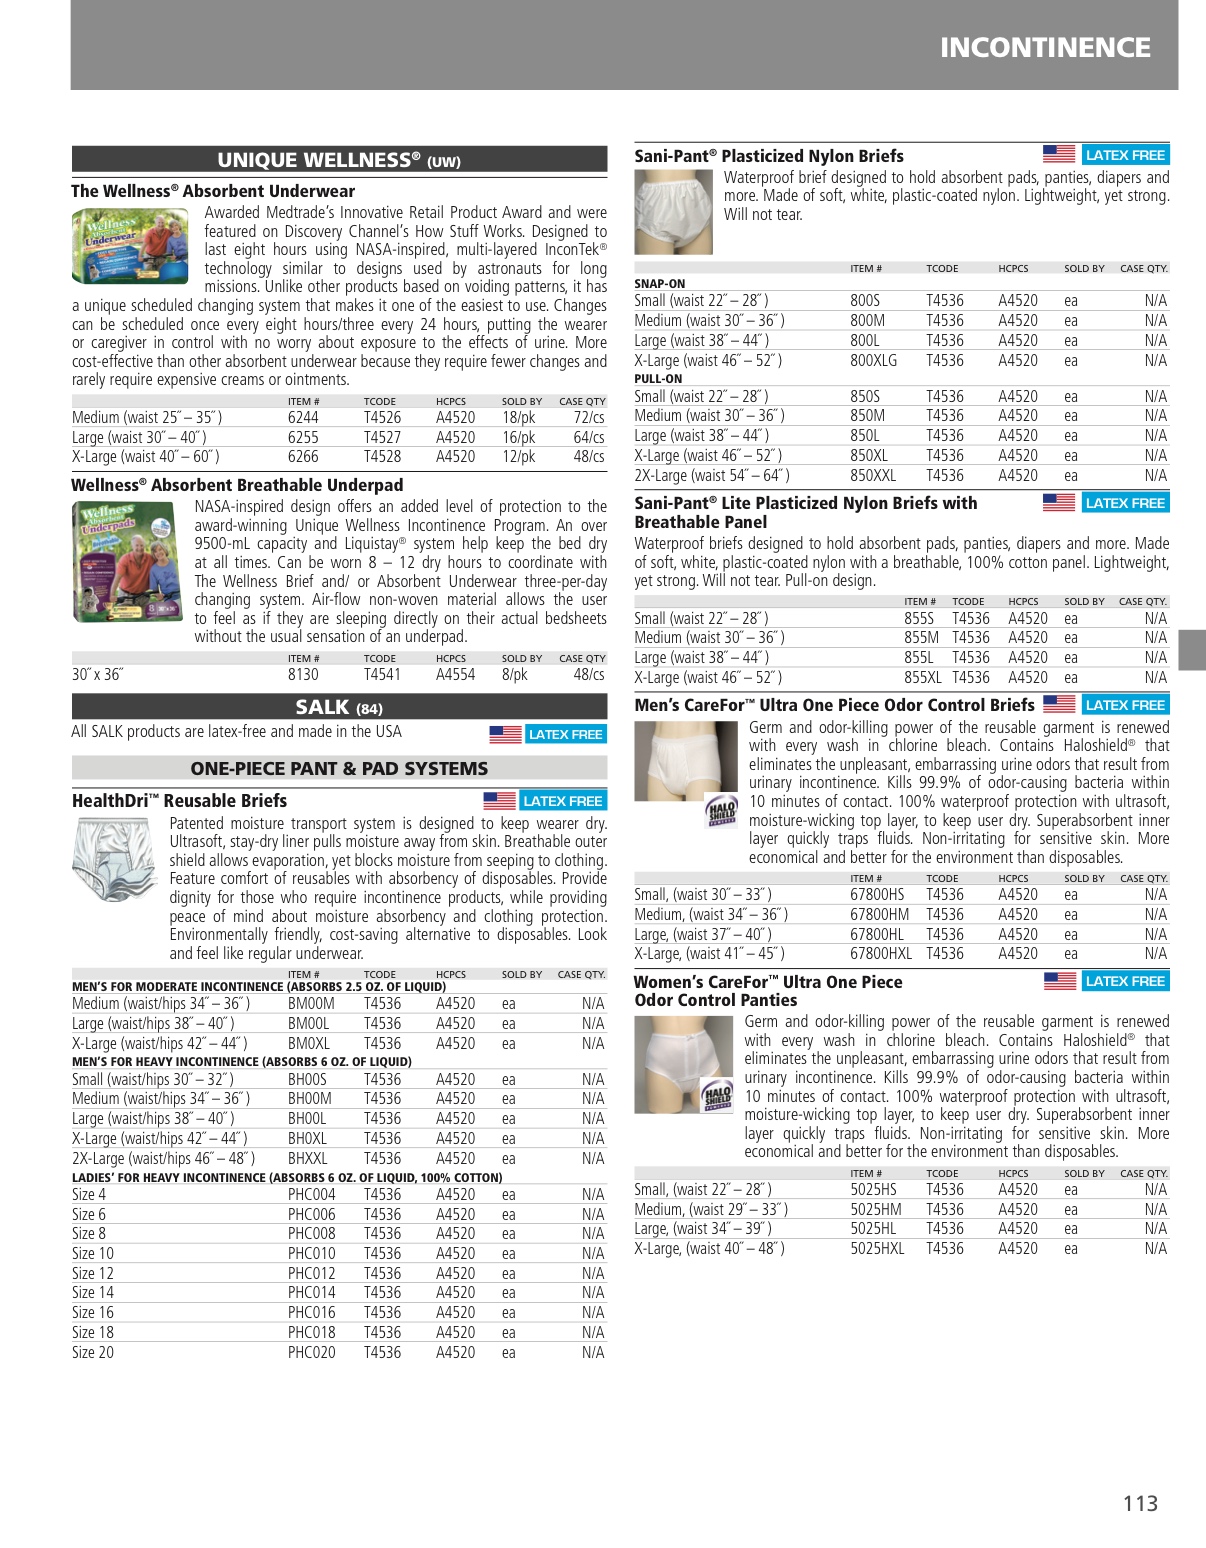 INCONTINENCE
UNIQUE WELLNESS® (UW)
The Wellness® Absorbent Underwear
Awarded Medtrade's Innovative Retail Product Award and were
featured on Discovery Channel's How Stuff Works. Designed to
last eight hours using NASA-inspired, multi-layered InconTek®
technology similar to designs used by astronauts for long
missions. Unlike other products based on voiding patterns, it has
a unique scheduled changing system that makes it one of the easiest to use. Changes
can be scheduled once every eight hours/three every 24 hours, putting the wearer
or caregiver in control with no worry about exposure to the effects of urine. More
cost-effective than other absorbent underwear because they require fewer changes and
rarely require expensive creams or ointments.
ITEM # TCODE HCPCS SOLD BY CASE QTY
Medium (waist 25˝ – 35˝ ) 6244 T4526 A4520 18/pk 72/cs
Large (waist 30˝ – 40˝ ) 6255 T4527 A4520 16/pk 64/cs
X-Large (waist 40˝ – 60˝ ) 6266 T4528 A4520 12/pk 48/cs
Wellness® Absorbent Breathable Underpad
NASA-inspired design offers an added level of protection to the
award-winning Unique Wellness Incontinence Program. An over
9500-mL capacity and Liquistay® system help keep the bed dry
at all times. Can be worn 8 – 12 dry hours to coordinate with
The Wellness Brief and/ or Absorbent Underwear three-per-day
changing system. Air-flow non-woven material allows the user
to feel as if they are sleeping directly on their actual bedsheets
without the usual sensation of an underpad.
ITEM # TCODE HCPCS SOLD BY CASE QTY
30˝ x 36˝ 8130 T4541 A4554 8/pk 48/cs
SALK (84)
All SALK products are latex-free and made in the USA LATEX FREE
ONE-PIECE PANT & PAD SYSTEMS
HealthDri™ Reusable Briefs LATEX FREE
Patented moisture transport system is designed to keep wearer dry.
Ultrasoft, stay-dry liner pulls moisture away from skin. Breathable outer
shield allows evaporation, yet blocks moisture from seeping to clothing.
Feature comfort of reusables with absorbency of disposables. Provide
dignity for those who require incontinence products, while providing
peace of mind about moisture absorbency and clothing protection.
Environmentally friendly, cost-saving alternative to disposables. Look
and feel like regular underwear.
ITEM # TCODE HCPCS SOLD BY CASE QTY.
MEN'S FOR MODERATE INCONTINENCE (ABSORBS 2.5 OZ. OF LIQUID)
Medium (waist/hips 34˝ – 36˝ ) BM00M T4536 A4520 ea N/A
Large (waist/hips 38˝ – 40˝ ) BM00L T4536 A4520 ea N/A
X-Large (waist/hips 42˝ – 44˝ ) BM0XL T4536 A4520 ea N/A
MEN'S FOR HEAVY INCONTINENCE (ABSORBS 6 OZ. OF LIQUID)
Small (waist/hips 30˝ – 32˝ ) BH00S T4536 A4520 ea N/A
Medium (waist/hips 34˝ – 36˝ ) BH00M T4536 A4520 ea N/A
Large (waist/hips 38˝ – 40˝ ) BH00L T4536 A4520 ea N/A
X-Large (waist/hips 42˝ – 44˝ ) BH0XL T4536 A4520 ea N/A
2X-Large (waist/hips 46˝ – 48˝ ) BHXXL T4536 A4520 ea N/A
LADIES' FOR HEAVY INCONTINENCE (ABSORBS 6 OZ. OF LIQUID, 100% COTTON)
Size 4 PHC004 T4536 A4520 ea N/A
Size 6 PHC006 T4536 A4520 ea N/A
Size 8 PHC008 T4536 A4520 ea N/A
Size 10 PHC010 T4536 A4520 ea N/A
Size 12 PHC012 T4536 A4520 ea N/A
Size 14 PHC014 T4536 A4520 ea N/A
Size 16 PHC016 T4536 A4520 ea N/A
Size 18 PHC018 T4536 A4520 ea N/A
Size 20 PHC020 T4536 A4520 ea N/A
Sani-Pant® Plasticized Nylon Briefs LATEX FREE
Waterproof brief designed to hold absorbent pads, panties, diapers and
more. Made of soft, white, plastic-coated nylon. Lightweight, yet strong.
Will not tear.
ITEM # TCODE HCPCS SOLD BY CASE QTY.
SNAP-ON
Small (waist 22˝ – 28˝ ) 800S T4536 A4520 ea N/A
Medium (waist 30˝ – 36˝ ) 800M T4536 A4520 ea N/A
Large (waist 38˝ – 44˝ ) 800L T4536 A4520 ea N/A
X-Large (waist 46˝ – 52˝ ) 800XLG T4536 A4520 ea N/A
PULL-ON
Small (waist 22˝ – 28˝ ) 850S T4536 A4520 ea N/A
Medium (waist 30˝ – 36˝ ) 850M T4536 A4520 ea N/A
Large (waist 38˝ – 44˝ ) 850L T4536 A4520 ea N/A
X-Large (waist 46˝ – 52˝ ) 850XL T4536 A4520 ea N/A
2X-Large (waist 54˝ – 64˝ ) 850XXL T4536 A4520 ea N/A
Sani-Pant® Lite Plasticized Nylon Briefs with LATEX FREE
Breathable Panel
Waterproof briefs designed to hold absorbent pads, panties, diapers and more. Made
of soft, white, plastic-coated nylon with a breathable, 100% cotton panel. Lightweight,
yet strong. Will not tear. Pull-on design.
ITEM # TCODE HCPCS SOLD BY CASE QTY.
Small (waist 22˝ – 28˝ ) 855S T4536 A4520 ea N/A
Medium (waist 30˝ – 36˝ ) 855M T4536 A4520 ea N/A
Large (waist 38˝ – 44˝ ) 855L T4536 A4520 ea N/A
X-Large (waist 46˝ – 52˝ ) 855XL T4536 A4520 ea N/A
Men's CareFor™ Ultra One Piece Odor Control Briefs LATEX FREE
Germ and odor-killing power of the reusable garment is renewed
with every wash in chlorine bleach. Contains Haloshield® that
eliminates the unpleasant, embarrassing urine odors that result from
urinary incontinence. Kills 99.9% of odor-causing bacteria within
10 minutes of contact. 100% waterproof protection with ultrasoft,
moisture-wicking top layer, to keep user dry. Superabsorbent inner
layer quickly traps fluids. Non-irritating for sensitive skin. More
economical and better for the environment than disposables.
HALO
SHIELD
ITEM # TCODE HCPCS SOLD BY CASE QTY.
Small, (waist 30˝ – 33˝ ) 67800HS T4536 A4520 ea N/A
Medium, (waist 34˝ – 36˝ ) 67800HM T4536 A4520 ea N/A
Large, (waist 37˝ – 40˝ ) 67800HL T4536 A4520 ea N/A
X-Large, (waist 41˝ – 45˝ ) 67800HXL T4536 A4520 ea N/A
Women's CareFor™ Ultra One Piece LATEX FREE
Odor Control Panties
Germ and odor-killing power of the reusable garment is renewed
with every wash in chlorine bleach. Contains Haloshield® that
eliminates the unpleasant, embarrassing urine odors that result from
urinary incontinence. Kills 99.9% of odor-causing bacteria within
10 minutes of contact. 100% waterproof protection with ultrasoft,
moisture-wicking top layer, to keep user dry. Superabsorbent inner
layer quickly traps fluids. Non-irritating for sensitive skin. More
economical and better for the environment than disposables.
HALO
SHIELD
ITEM # TCODE HCPCS SOLD BY CASE QTY.
Small, (waist 22˝ – 28˝ ) 5025HS T4536 A4520 ea N/A
Medium, (waist 29˝ – 33˝ ) 5025HM T4536 A4520 ea N/A
Large, (waist 34˝ – 39˝ ) 5025HL T4536 A4520 ea N/A
X-Large, (waist 40˝ – 48˝ ) 5025HXL T4536 A4520 ea N/A
113